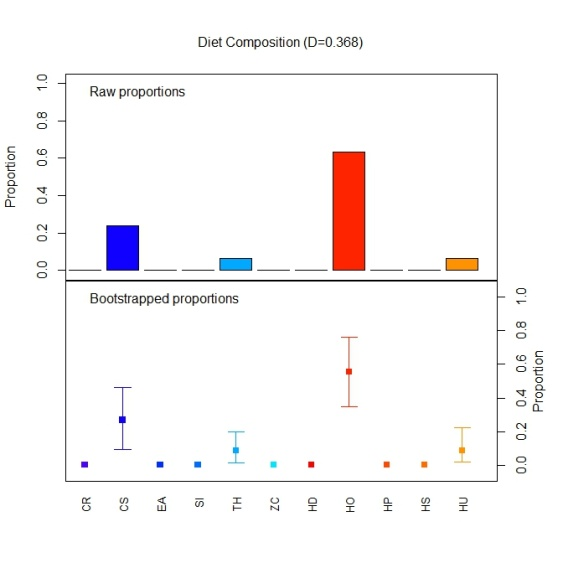 Diet Composition (D=0.368)
Raw proportions
Proportion
1.0
0.8
0.6
0.4
0.2
0.0
Bootstrapped proportions
Proportion
1.0
0.8
0.6
0.4
0.2
0.0
CR CS EA SI TH ZC HD HO HP HS HU